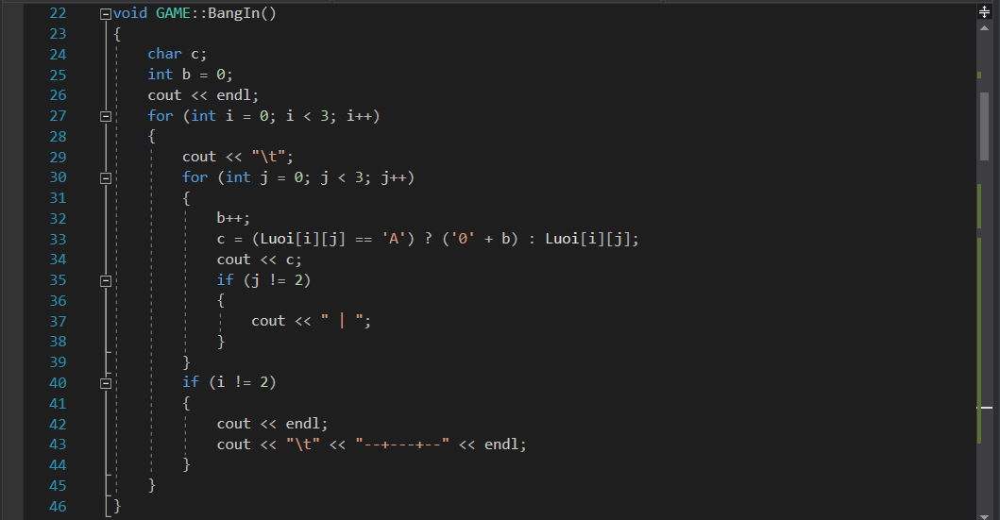 22 void GAME::BangIn()
23 {
24 char c;
25 int b = 0;
26 cout << endl;
27 for (int i = 0; i < 3; i++)
28 {
29 cout << "\t";
30 for (int j = 0; j < 3; j++)
31 {
32 b++;
33 c = (Luoi[i][j] == 'A') ? ('0' + b) : Luoi[i][j];
34 cout << c;
35 if (j != 2)
36 {
37 cout << " | ";
38 }
39 }
40 if (i != 2)
41 {
42 cout << endl;
43 cout << "\t" << "--+---+--" << endl;
44 }
45 }
46 }